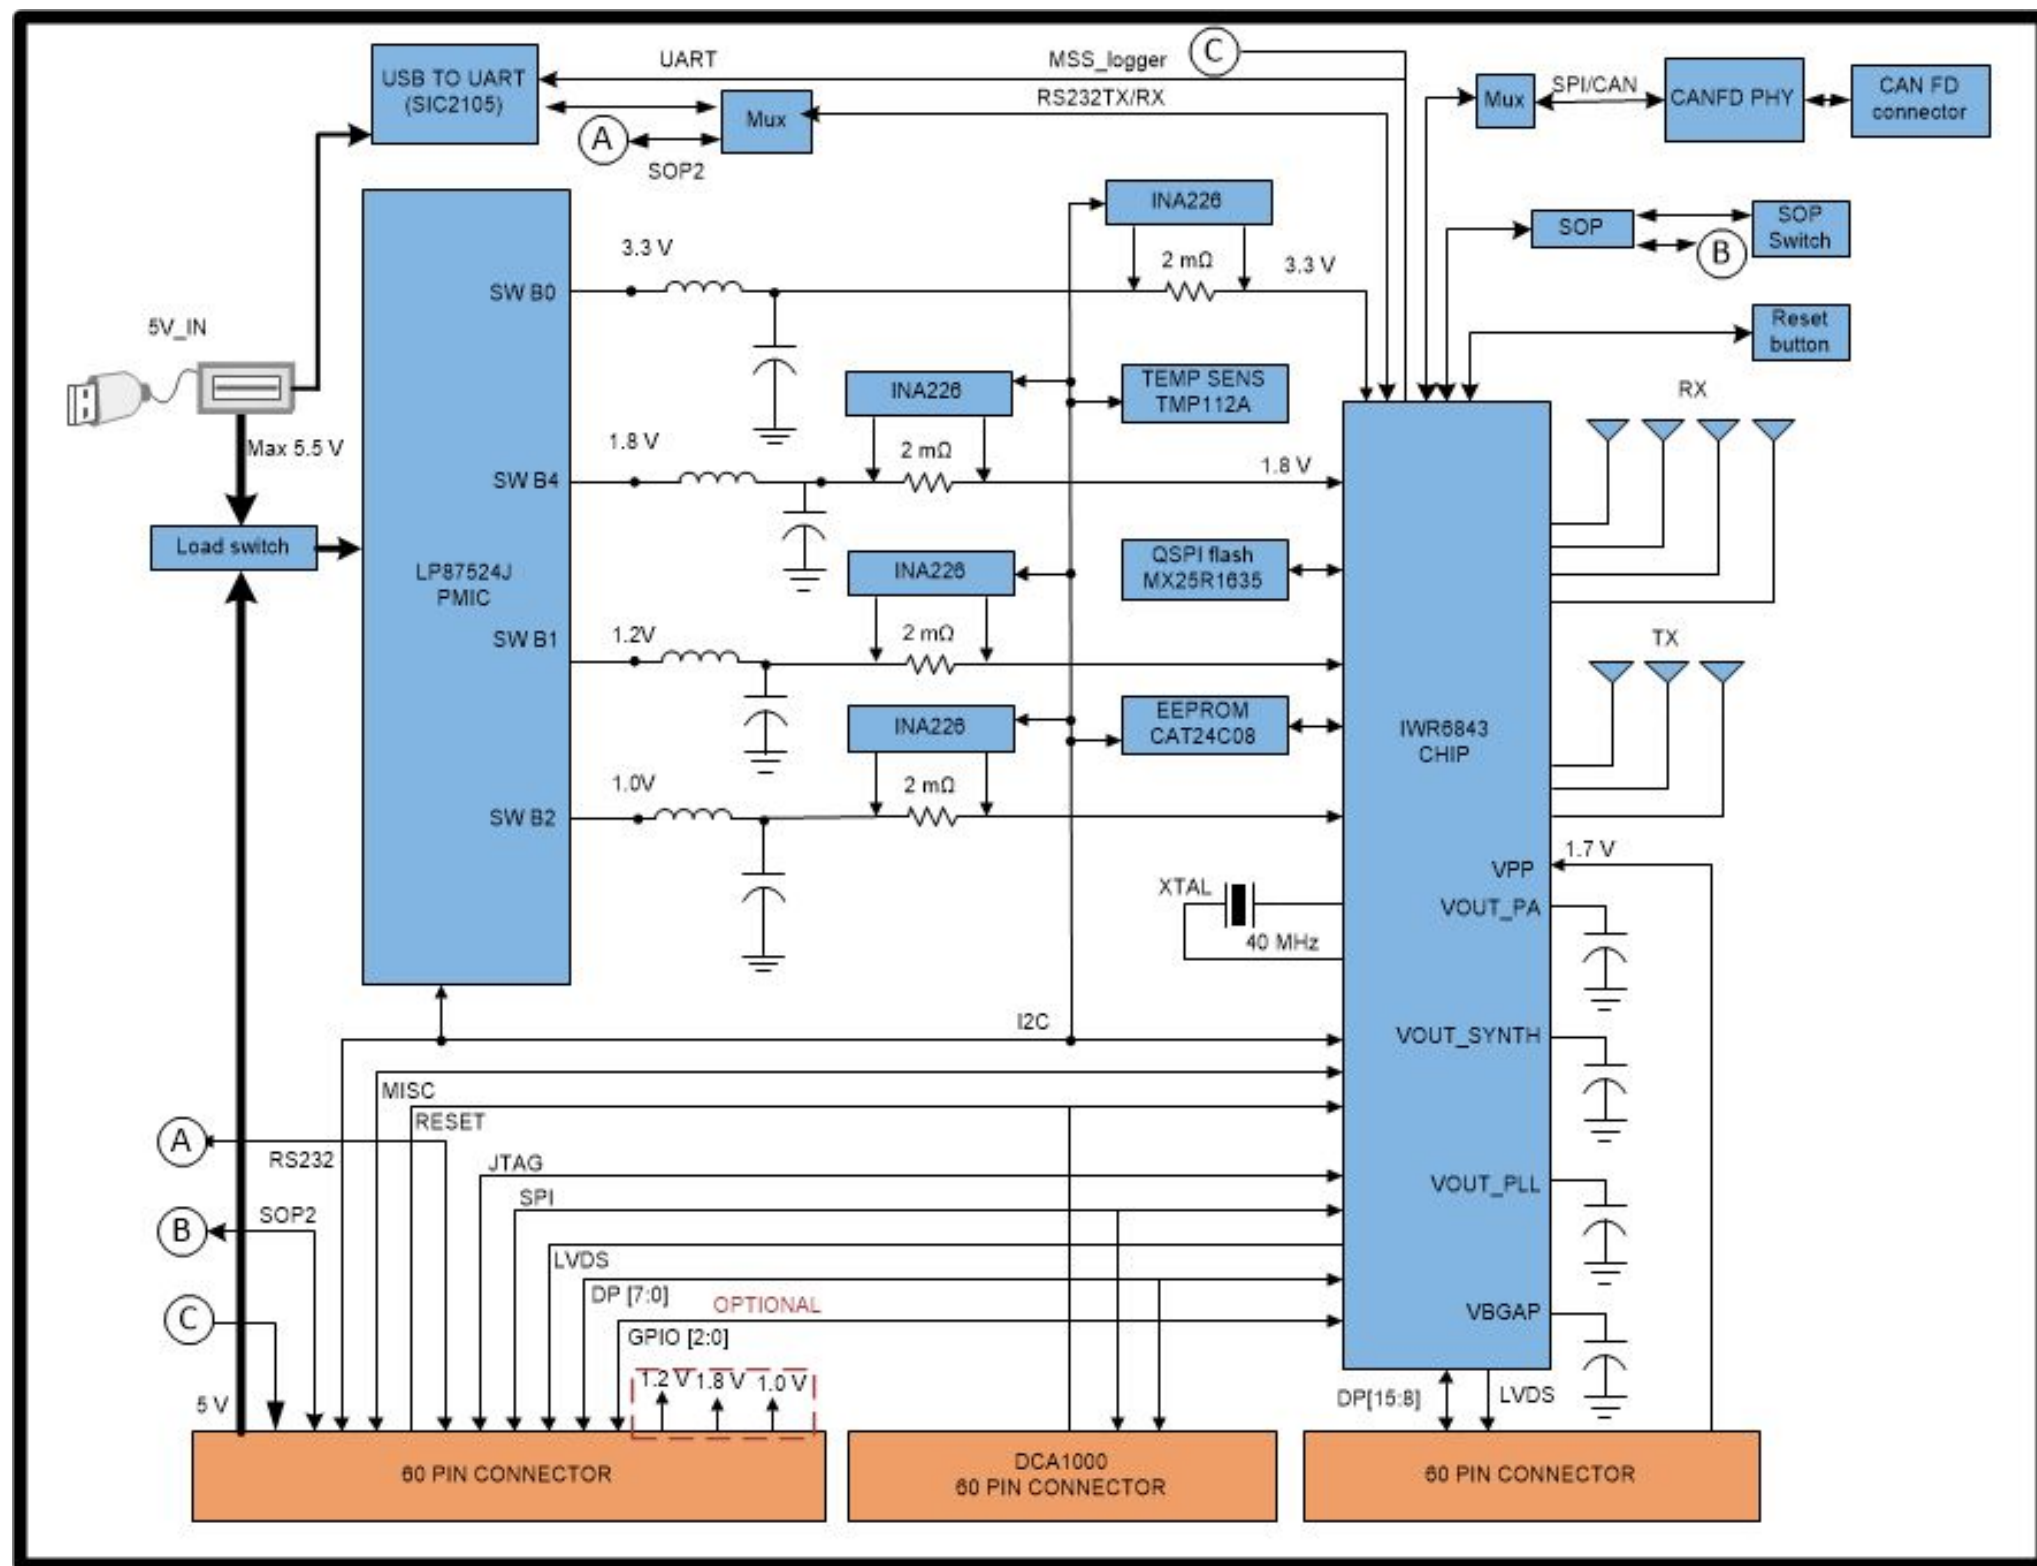 USB TO UART
(SIC2105)
UART
MSS_logger
C
RS232TX/RX
Mux
A
SOP2
Mux
SPI/CAN
CANFD PHY
CAN FD
connector
INA226
SOP
SOP
Switch
B
3.3 V
2 mΩ
3.3 V
SW B0
Reset
button
5V_IN
Max 5.5 V
INA226
TEMP SENS
TMP112A
RX
1.8 V
2 mΩ
1.8 V
SW B4
Load switch
LP87524J
PMIC
INA226
QSPI flash
MX25R1635
SW B1
1.2V
2 mΩ
TX
INA226
EEPROM
CAT24C08
IWR6843
CHIP
1.0V
2 mΩ
SW B2
VPP
1.7 V
XTAL
40 MHz
VOUT_PA
I2C
VOUT_SYNTH
MISC
RESET
A
RS232
JTAG
VOUT_PLL
SPI
B
SOP2
LVDS
DP [7:0]
OPTIONAL
VBGAP
C
GPIO [2:0]
1.2 V
1.8 V
1.0 V
5 V
DP[15:8]
LVDS
60 PIN CONNECTOR
DCA1000
60 PIN CONNECTOR
60 PIN CONNECTOR